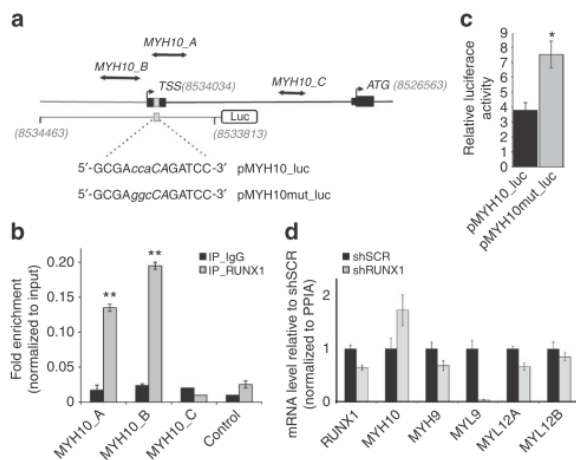 a
MYH10_A
MYH10_B
TSS(8534034)
MYH10_C
ATG (8526563)
Luc
(8534463)
(8533813)
5′-GCGAccaCAGATCC-3′ pMYH10_luc
5′-GCGAggcCAGATCC-3′ pMYH10mut_luc
b
IP_IgG
IP_RUNX1
Fold enrichment
(normalized to input)
0.20
0.15
0.10
0.05
0
**
**
MYH10_A
MYH10_B
MYH10_C
Control
c
Relative luciferace
activity
9
8
7
6
5
4
3
2
1
0
*
pMYH10_luc
pMYH10mut_luc
d
shSCR
shRUNX1
mRNA level relative to shSCR
(normalized to PPIA)
2
1
0
RUNX1
MYH10
MYH9
MYL9
MYL12A
MYL12B